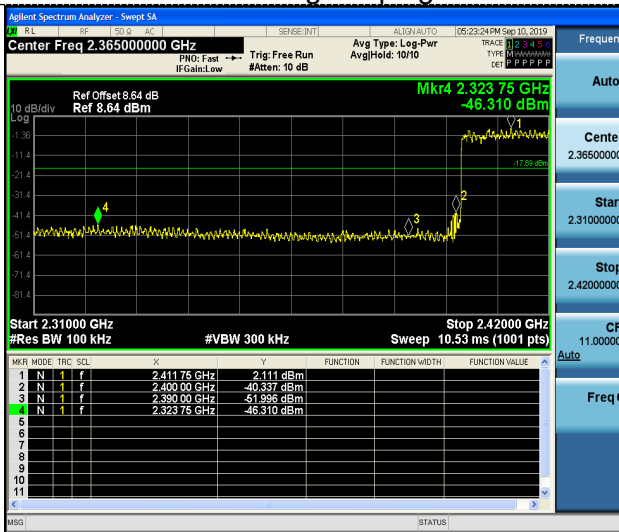 Agilent Spectrum Analyzer - Swept SA
RL RF 50 Ω AC SENSE:INT ALIGN AUTO 05:23:24 PM Sep 10, 2019
Center Freq 2.365000000 GHz
PNO: Fast
IFGain:Low
Trig: Free Run
#Atten: 10 dB
Avg Type: Log-Pwr
Avg|Hold: 10/10
TRACE 1 2 3 4 5 6
TYPE M
DET P P P P P P
Mkr4 2.323 75 GHz
-46.310 dBm
Ref Offset 8.64 dB
10 dB/div Ref 8.64 dBm
Log
-1.36
-11.4
-21.4
-31.4
-41.4
-51.4
-61.4
-71.4
-81.4
1
-17.89 dBm
2
3
4
Start 2.31000 GHz Stop 2.42000 GHz
#Res BW 100 kHz #VBW 300 kHz Sweep 10.53 ms (1001 pts)
MKR MODE TRC SCL X Y FUNCTION FUNCTION WIDTH FUNCTION VALUE
1 N 1 f 2.411 75 GHz 2.111 dBm
2 N 1 f 2.400 00 GHz -40.337 dBm
3 N 1 f 2.390 00 GHz -51.996 dBm
4 N 1 f 2.323 75 GHz -46.310 dBm
5
6
7
8
9
10
11
MSG STATUS
Frequen
Auto
Cente
2.36500000
Star
2.31000000
Stop
2.42000000
CF
11.00000
Auto
Freq